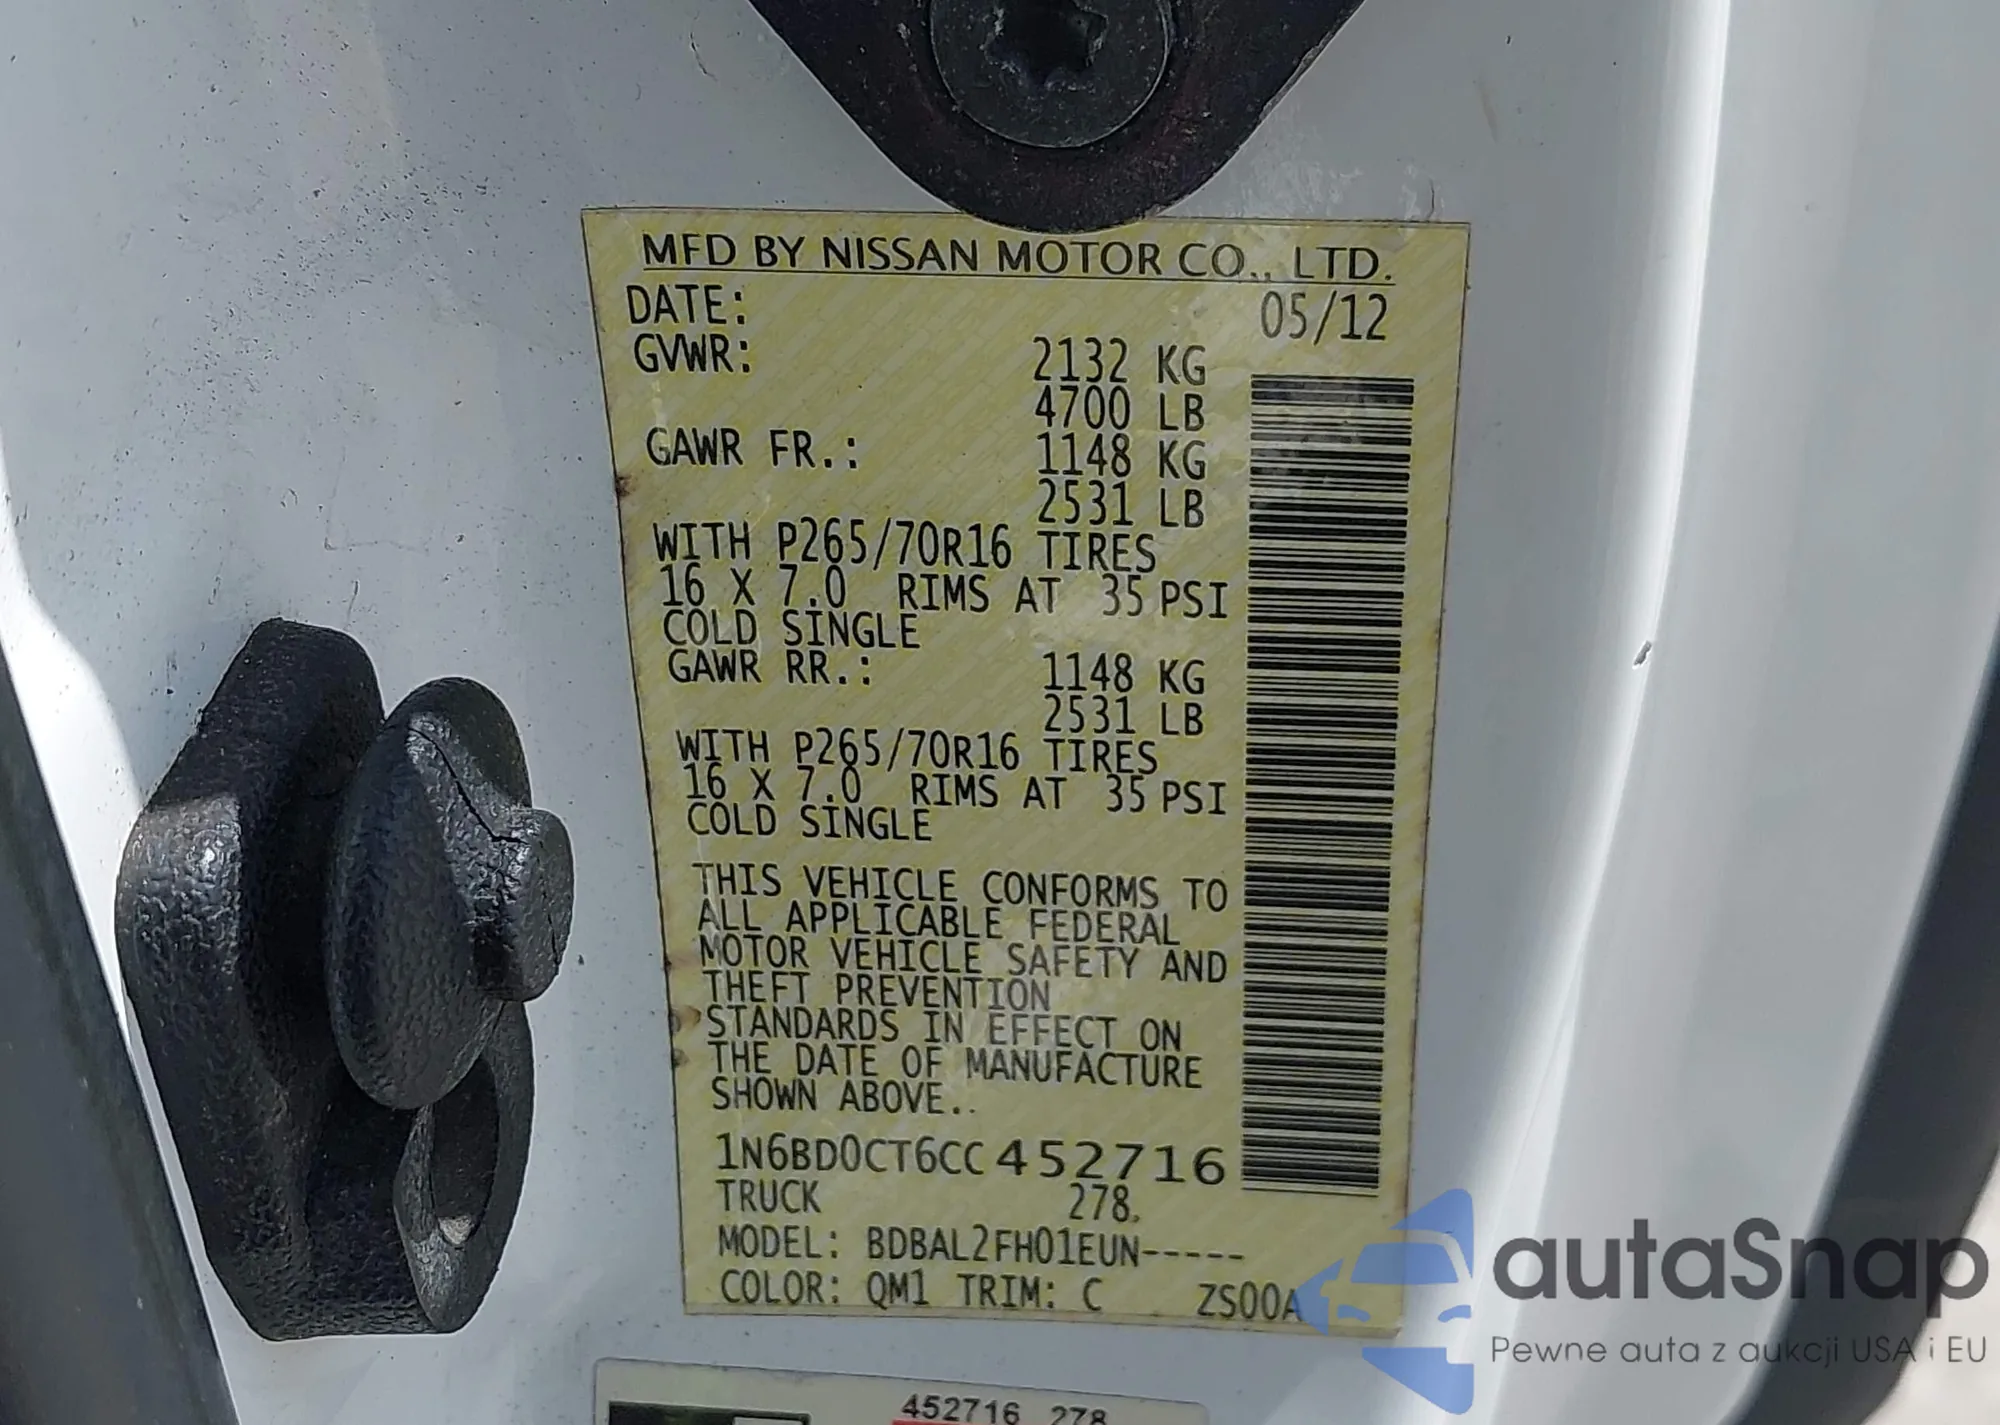 MFD BY NISSAN MOTOR CO., LTD.
DATE: 05/12
GVWR: 2132 KG
4700 LB
GAWR FR.: 1148 KG
2531 LB
WITH P265/70R16 TIRES
16 X 7.0 RIMS AT 35 PSI
COLD SINGLE
GAWR RR.: 1148 KG
2531 LB
WITH P265/70R16 TIRES
16 X 7.0 RIMS AT 35 PSI
COLD SINGLE
THIS VEHICLE CONFORMS TO
ALL APPLICABLE FEDERAL
MOTOR VEHICLE SAFETY AND
THEFT PREVENTION
STANDARDS IN EFFECT ON
THE DATE OF MANUFACTURE
SHOWN ABOVE..
1N6BD0CT6CC452716
TRUCK 278.
MODEL: BDBAL2FH01EUN-----
COLOR: QM1 TRIM: C ZS00A
452716 278
autaSnap
Pewne auta z aukcji USA i EU